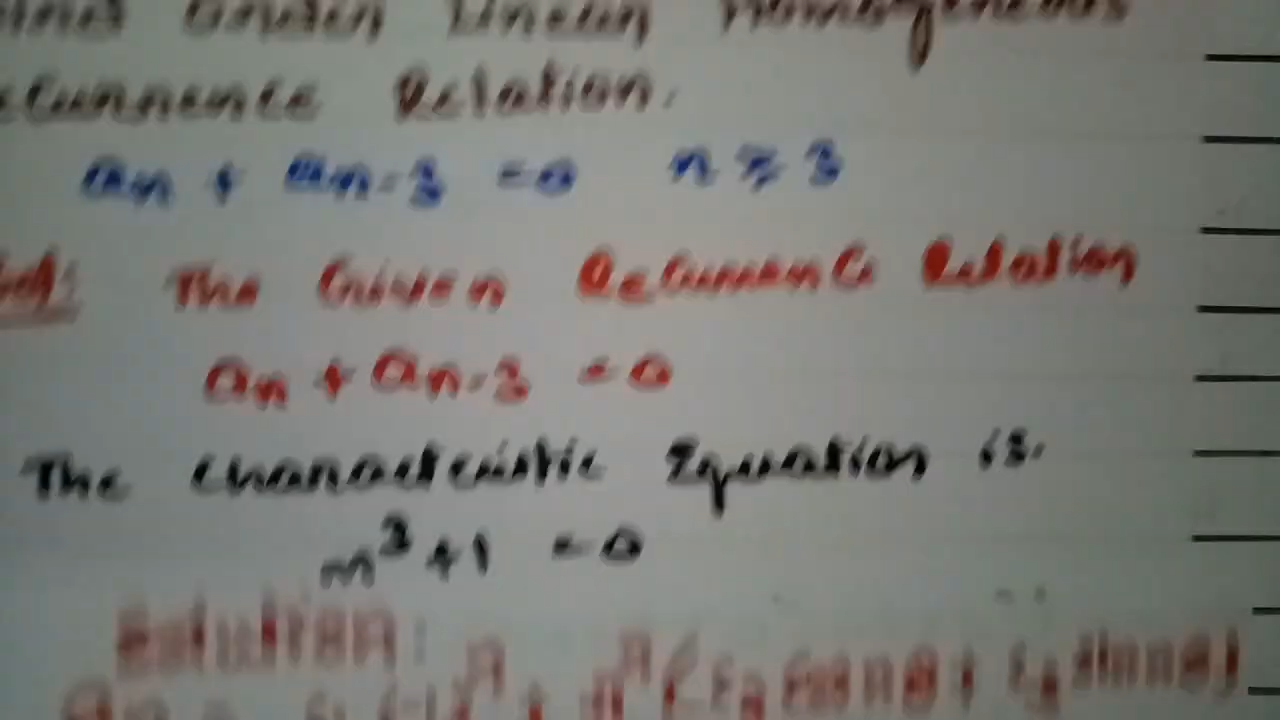 Order Linear Homogeneous
Relation.
an + an-3 = 0 n ≥ 3
The Given Recurrence Relation
an + an-3 = 0
The characteristic Equation is.
m³ + 1 = 0
Solution: